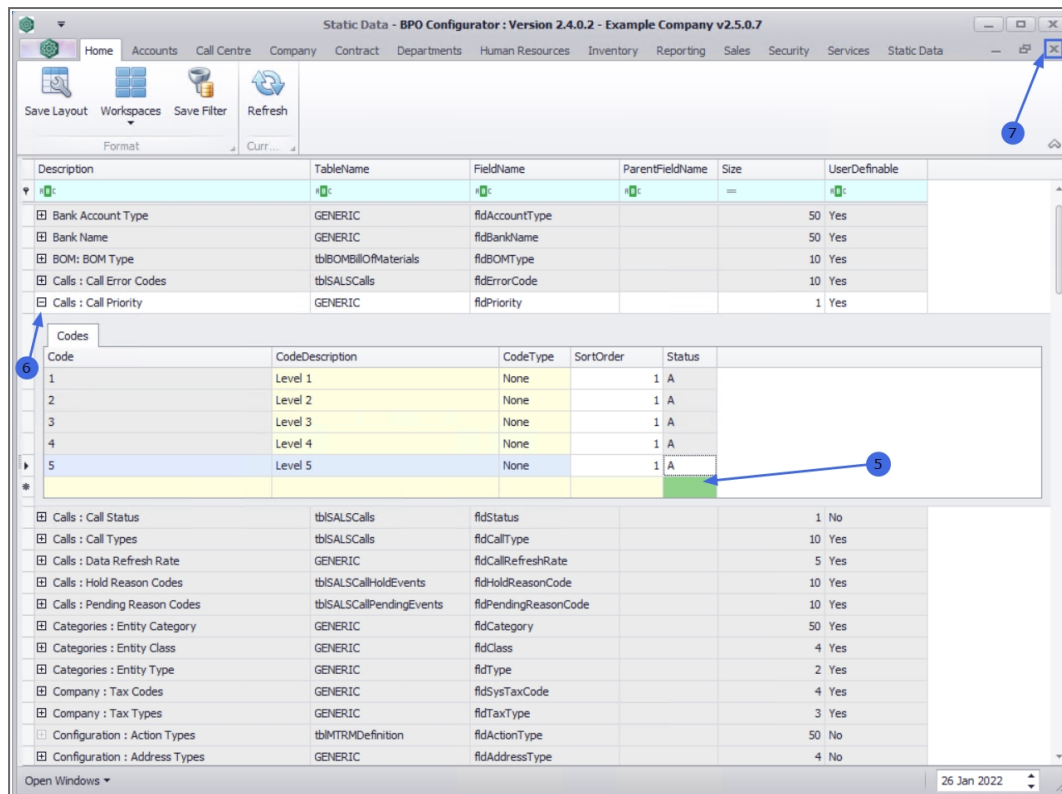 Static Data - BPO Configurator : Version 2.4.0.2 - Example Company v2.5.0.7
Home Accounts Call Centre Company Contract Departments Human Resources Inventory Reporting Sales Security Services Static Data
Save Layout Workspaces Save Filter Refresh
7
Format Curr...
Description TableName FieldName ParentFieldName Size UserDefinable
=
Bank Account Type GENERIC fldAccountType 50 Yes
Bank Name GENERIC fldBankName 50 Yes
BOM: BOM Type tblBOMBillOfMaterials fldBOMType 10 Yes
Calls : Call Error Codes tblSALSCalls fldErrorCode 10 Yes
Calls : Call Priority GENERIC fldPriority 1 Yes
Codes
Code CodeDescription CodeType SortOrder Status
6
1 Level 1 None 1 A
2 Level 2 None 1 A
3 Level 3 None 1 A
4 Level 4 None 1 A
5 Level 5 None 1 A 5
Calls : Call Status tblSALSCalls fldStatus 1 No
Calls : Call Types tblSALSCalls fldCallType 10 Yes
Calls : Data Refresh Rate GENERIC fldCallRefreshRate 5 Yes
Calls : Hold Reason Codes tblSALSCallHoldEvents fldHoldReasonCode 10 Yes
Calls : Pending Reason Codes tblSALSCallPendingEvents fldPendingReasonCode 10 Yes
Categories : Entity Category GENERIC fldCategory 50 Yes
Categories : Entity Class GENERIC fldClass 4 Yes
Categories : Entity Type GENERIC fldType 2 Yes
Company : Tax Codes GENERIC fldSysTaxCode 4 Yes
Company : Tax Types GENERIC fldTaxType 3 Yes
Configuration : Action Types tblMTRMDefinition fldActionType 50 No
Configuration : Address Types GENERIC fldAddressType 4 No
Open Windows 26 Jan 2022